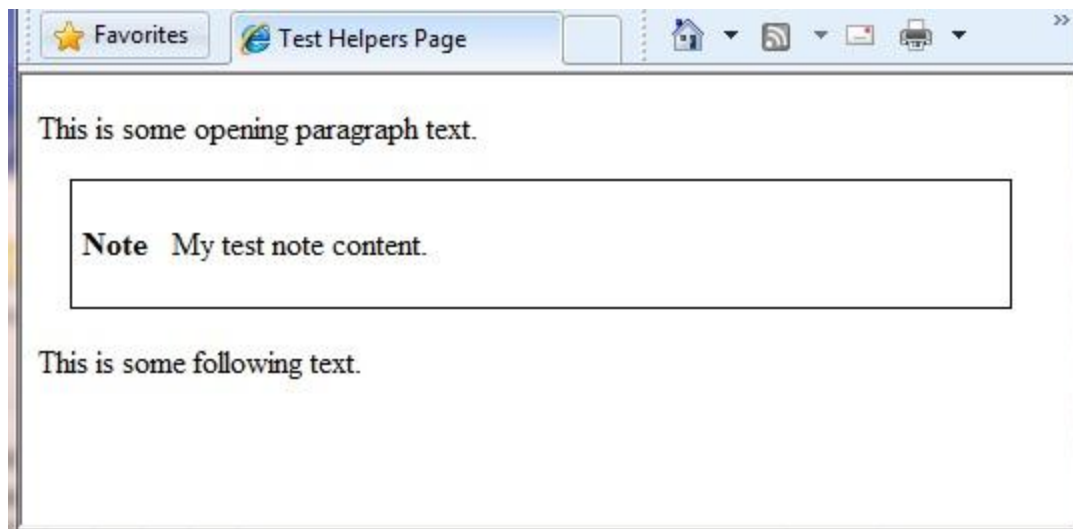 Favorites
Test Helpers Page
This is some opening paragraph text.
Note My test note content.
This is some following text.